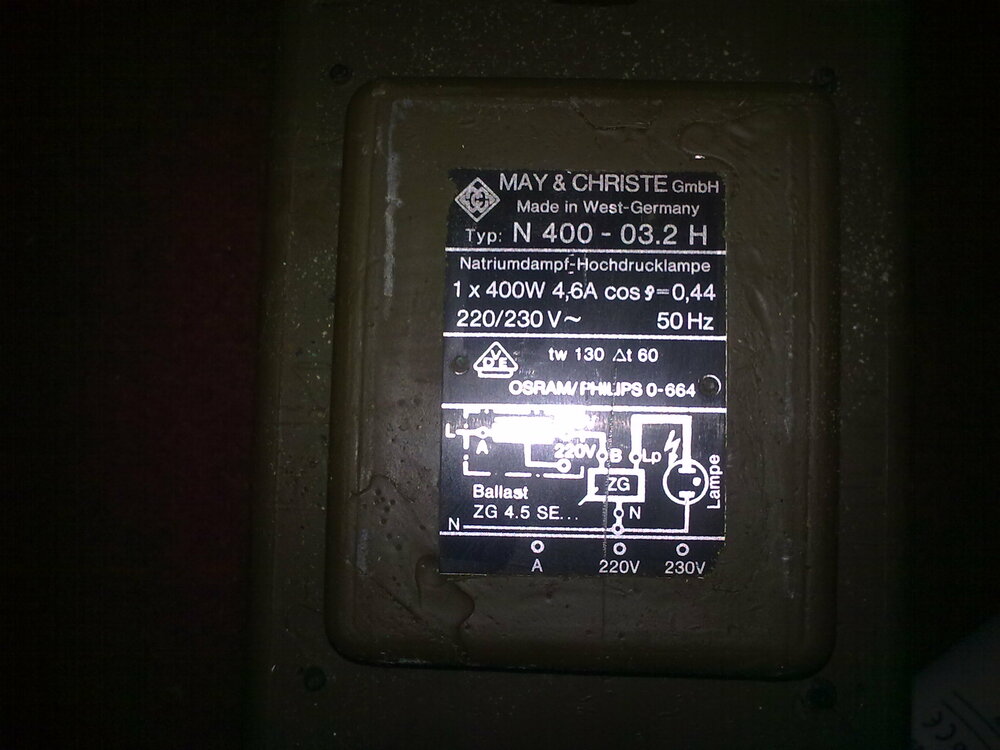 MAY & CHRISTE GmbH
Made in West-Germany
Typ: N 400 - 03.2 H
Natriumdampf-Hochdrucklampe
1 x 400W 4,6A cos φ=0,44
220/230 V~ 50 Hz
VDE
tw 130 Δt 60
OSRAM/PHILIPS 0-664
L A 220V B Lp
ZG
Lampe
Ballast
ZG 4.5 SE...
N
N
A 220V 230V